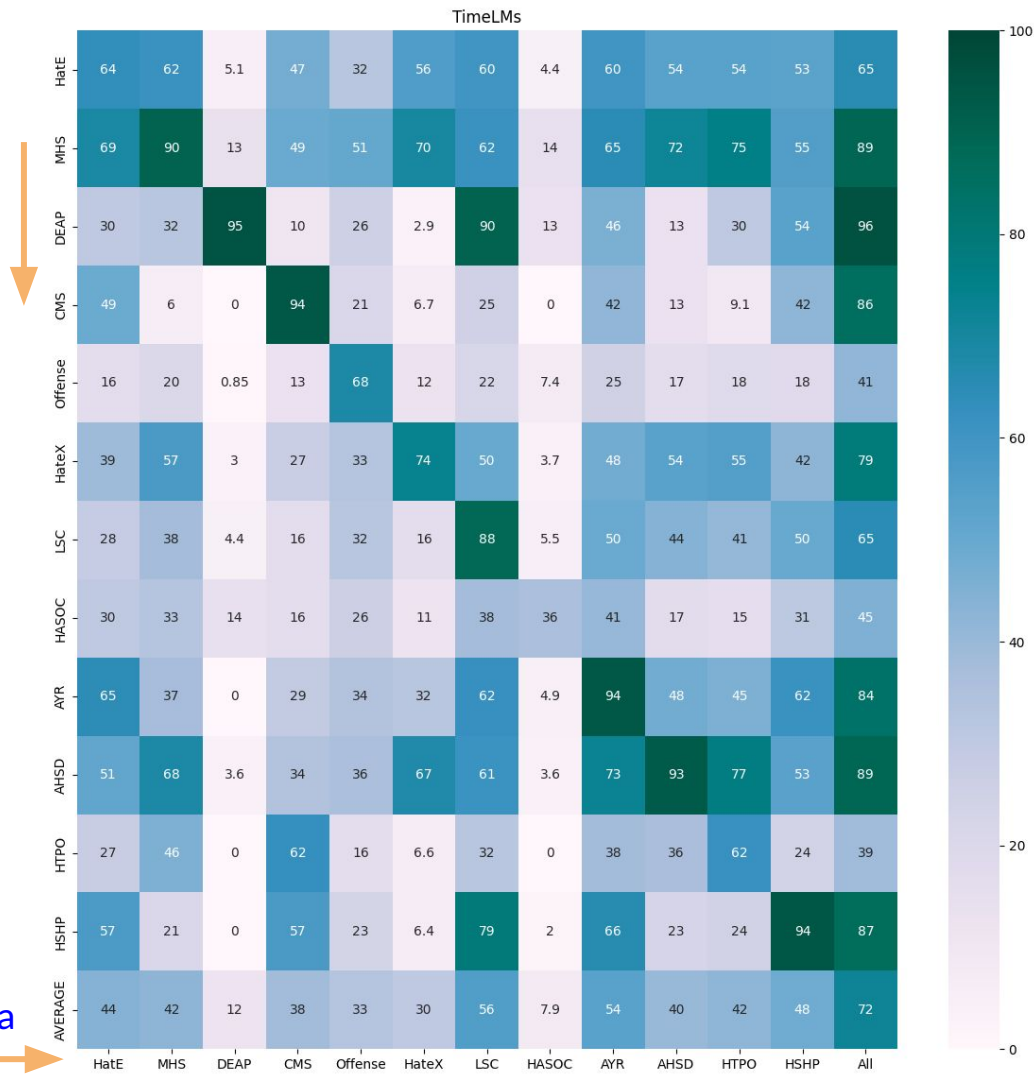 TimeLMs
HatE 64 62 5.1 47 32 56 60 4.4 60 54 54 53 65
MHS 69 90 13 49 51 70 62 14 65 72 75 55 89
DEAP 30 32 95 10 26 2.9 90 13 46 13 30 54 96
CMS 49 6 0 94 21 6.7 25 0 42 13 9.1 42 86
Offense 16 20 0.85 13 68 12 22 7.4 25 17 18 18 41
HateX 39 57 3 27 33 74 50 3.7 48 54 55 42 79
LSC 28 38 4.4 16 32 16 88 5.5 50 44 41 50 65
HASOC 30 33 14 16 26 11 38 36 41 17 15 31 45
AYR 65 37 0 29 34 32 62 4.9 94 48 45 62 84
AHSD 51 68 3.6 34 36 67 61 3.6 73 93 77 53 89
HTPO 27 46 0 62 16 6.6 32 0 38 36 62 24 39
HSHP 57 21 0 57 23 6.4 79 2 66 23 24 94 87
AVERAGE 44 42 12 38 33 30 56 7.9 54 40 42 48 72
a
HatE MHS DEAP CMS Offense HateX LSC HASOC AYR AHSD HTPO HSHP All
100
80
60
40
20
0